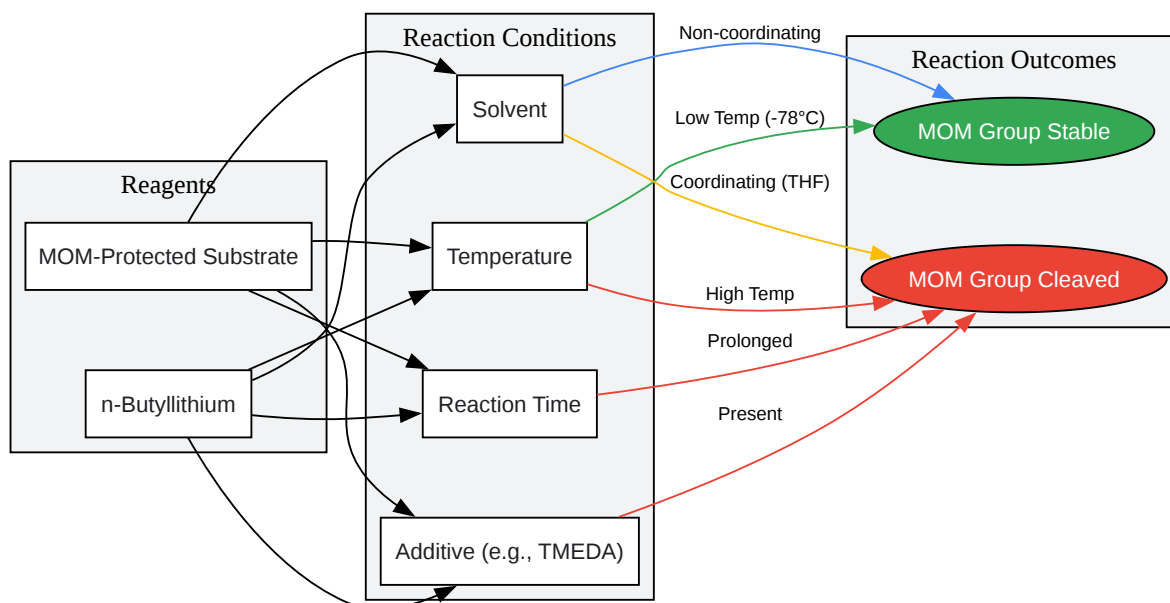 Reagents
MOM-Protected Substrate
n-Butyllithium
Reaction Conditions
Solvent
Temperature
Reaction Time
Additive (e.g., TMEDA)
Non-coordinating
Low Temp (-78°C)
Coordinating (THF)
High Temp
Prolonged
Present
Reaction Outcomes
MOM Group Stable
MOM Group Cleaved